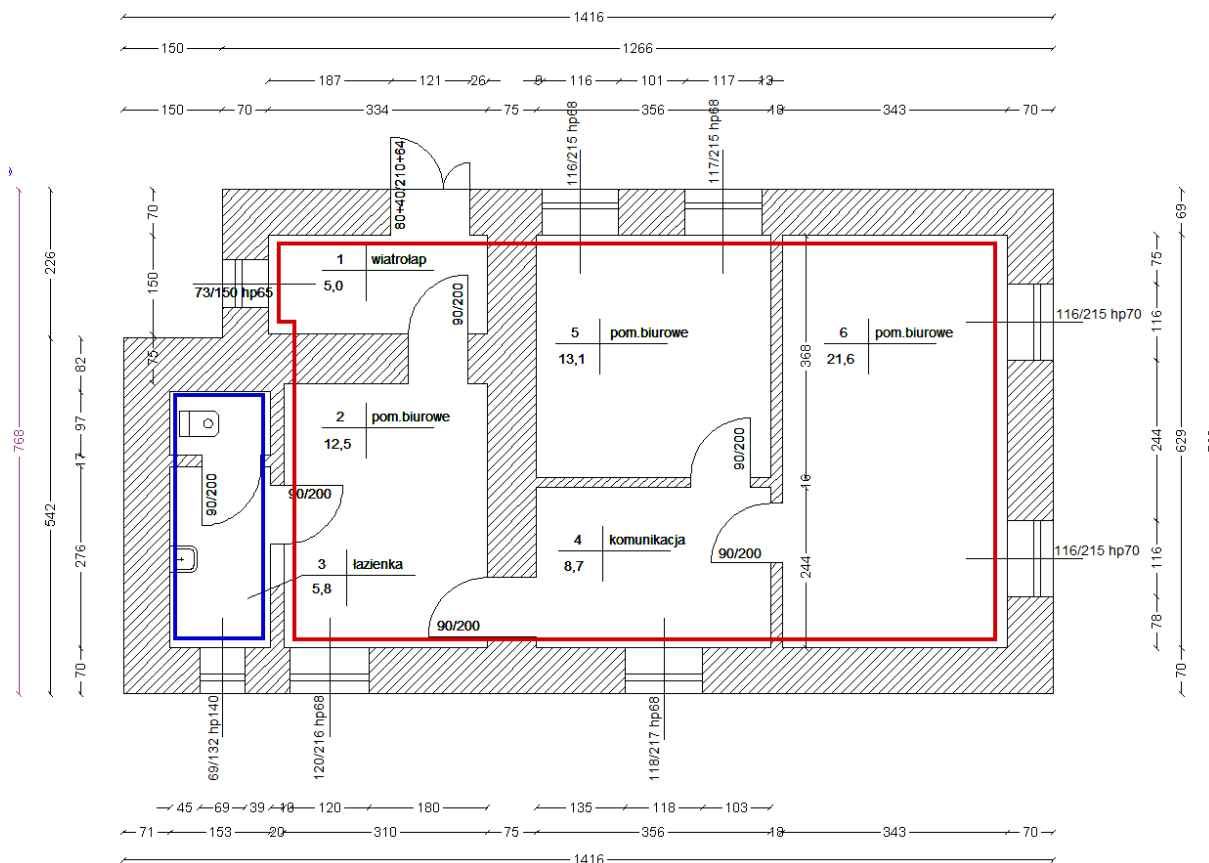 1416
150 1266
187 121 26 9 116 101 117 13
150 70 334 75 356 18 343 70
80+40/210+64
116/215 hp68
117/215 hp68
768
226 542
70 150 75
82 97 17 276 70
73/150 hp65
1 wiatrołap
5,0
90/200
5 pom.biurowe
13,1
6 pom.biurowe
21,6
116/215 hp70
368
2 pom.biurowe
12,5
90/200
90/200
90/200
16
4 komunikacja
8,7
90/200
244
116/215 hp70
3 łazienka
5,8
90/200
69
75 116 244 116 78
629
70
69/132 hp140
120/216 hp68
118/217 hp68
45 69 39 120 180 135 118 103
71 153 20 310 75 356 18 343 70
1416